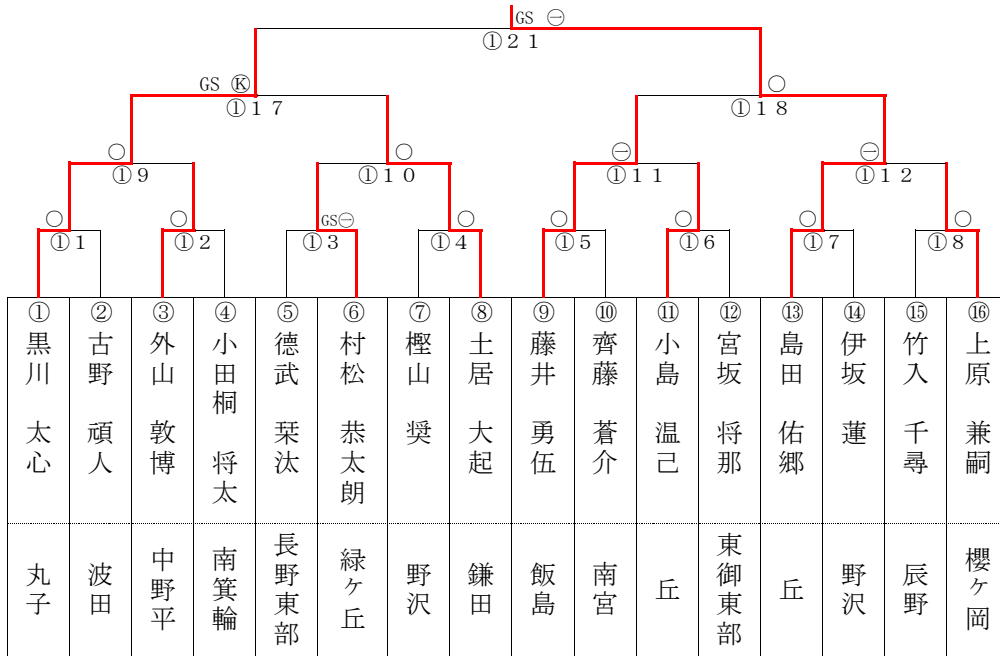 GS ㊀
①２１
GS Ⓚ ○
①１７ ①１８
○ ○ ㊀ ㊀
①９ ①１０ ①１１ ①１２
○ ○ GS㊀ ○ ○ ○ ○ ○
①１ ①２ ①３ ①４ ①５ ①６ ①７ ①８
① 黒川 太心 丸子
② 古野 頑人 波田
③ 外山 敦博 中野平
④ 小田桐 将太 南箕輪
⑤ 德武 栞汰 長野東部
⑥ 村松 恭太朗 緑ケ丘
⑦ 樫山 奨 野沢
⑧ 土居 大起 鎌田
⑨ 藤井 勇伍 飯島
⑩ 齊藤 蒼介 南宮
⑪ 小島 温己 丘
⑫ 宮坂 将那 東御東部
⑬ 島田 佑郷 丘
⑭ 伊坂 蓮 野沢
⑮ 竹入 千尋 辰野
⑯ 上原 兼嗣 櫻ケ岡